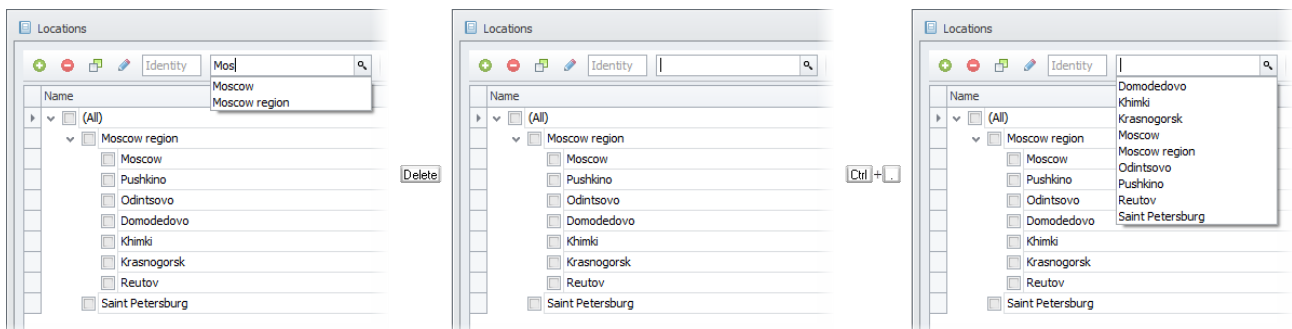 Locations
Identity
Mos
Moscow
Moscow region
Name
(All)
Moscow region
Moscow
Pushkino
Odintsovo
Domodedovo
Khimki
Krasnogorsk
Reutov
Saint Petersburg
Delete
Locations
Identity
Name
(All)
Moscow region
Moscow
Pushkino
Odintsovo
Domodedovo
Khimki
Krasnogorsk
Reutov
Saint Petersburg
Ctrl + .
Locations
Identity
Domodedovo
Khimki
Krasnogorsk
Moscow
Moscow region
Odintsovo
Pushkino
Reutov
Saint Petersburg
Name
(All)
Moscow region
Moscow
Pushkino
Odintsovo
Domodedovo
Khimki
Krasnogorsk
Reutov
Saint Petersburg